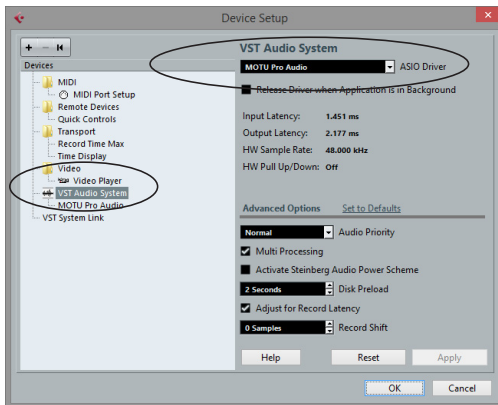 Device Setup
Devices
MIDI
MIDI Port Setup
Remote Devices
Quick Controls
Transport
Record Time Max
Time Display
Video
Video Player
VST Audio System
MOTU Pro Audio
VST System Link
VST Audio System
MOTU Pro Audio ASIO Driver
Release Driver when Application is in Background
Input Latency: 1.451 ms
Output Latency: 2.177 ms
HW Sample Rate: 48.000 kHz
HW Pull Up/Down: Off
Advanced Options Set to Defaults
Normal Audio Priority
Multi Processing
Activate Steinberg Audio Power Scheme
2 Seconds Disk Preload
Adjust for Record Latency
0 Samples Record Shift
Help Reset Apply
OK Cancel